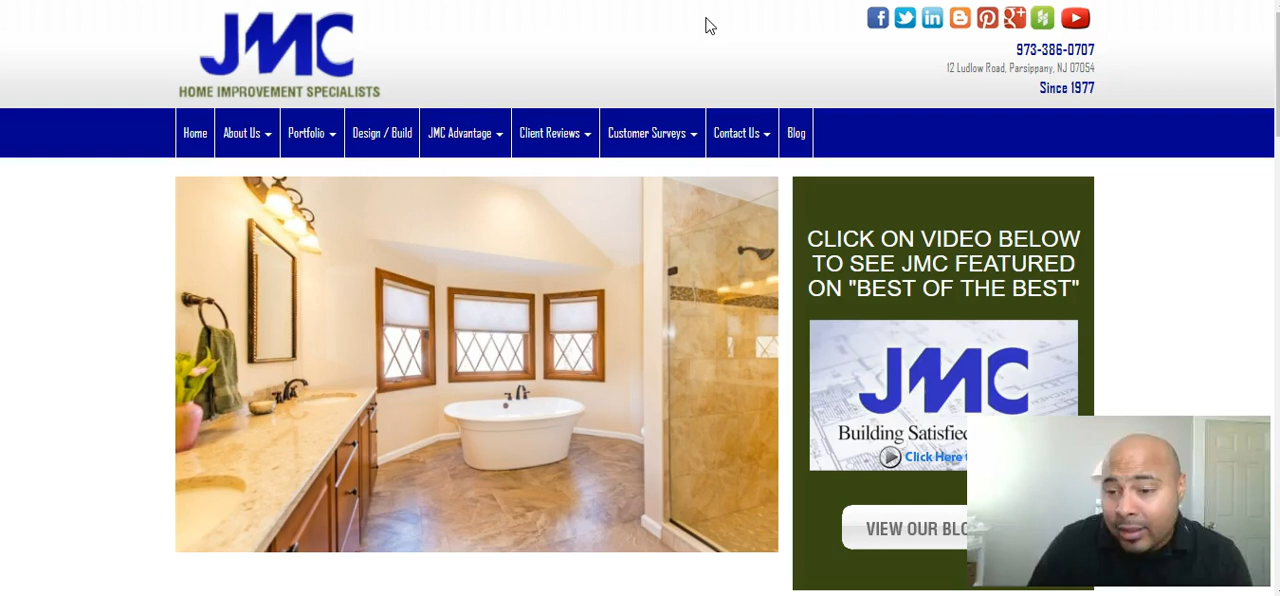 JMC
HOME IMPROVEMENT SPECIALISTS
973-386-0707
12 Ludlow Road, Parsippany, NJ 07054
Since 1977
Home
About Us
Portfolio
Design / Build
JMC Advantage
Client Reviews
Customer Surveys
Contact Us
Blog
CLICK ON VIDEO BELOW
TO SEE JMC FEATURED
ON "BEST OF THE BEST"
JMC
Building
Click Here
VIEW OUR